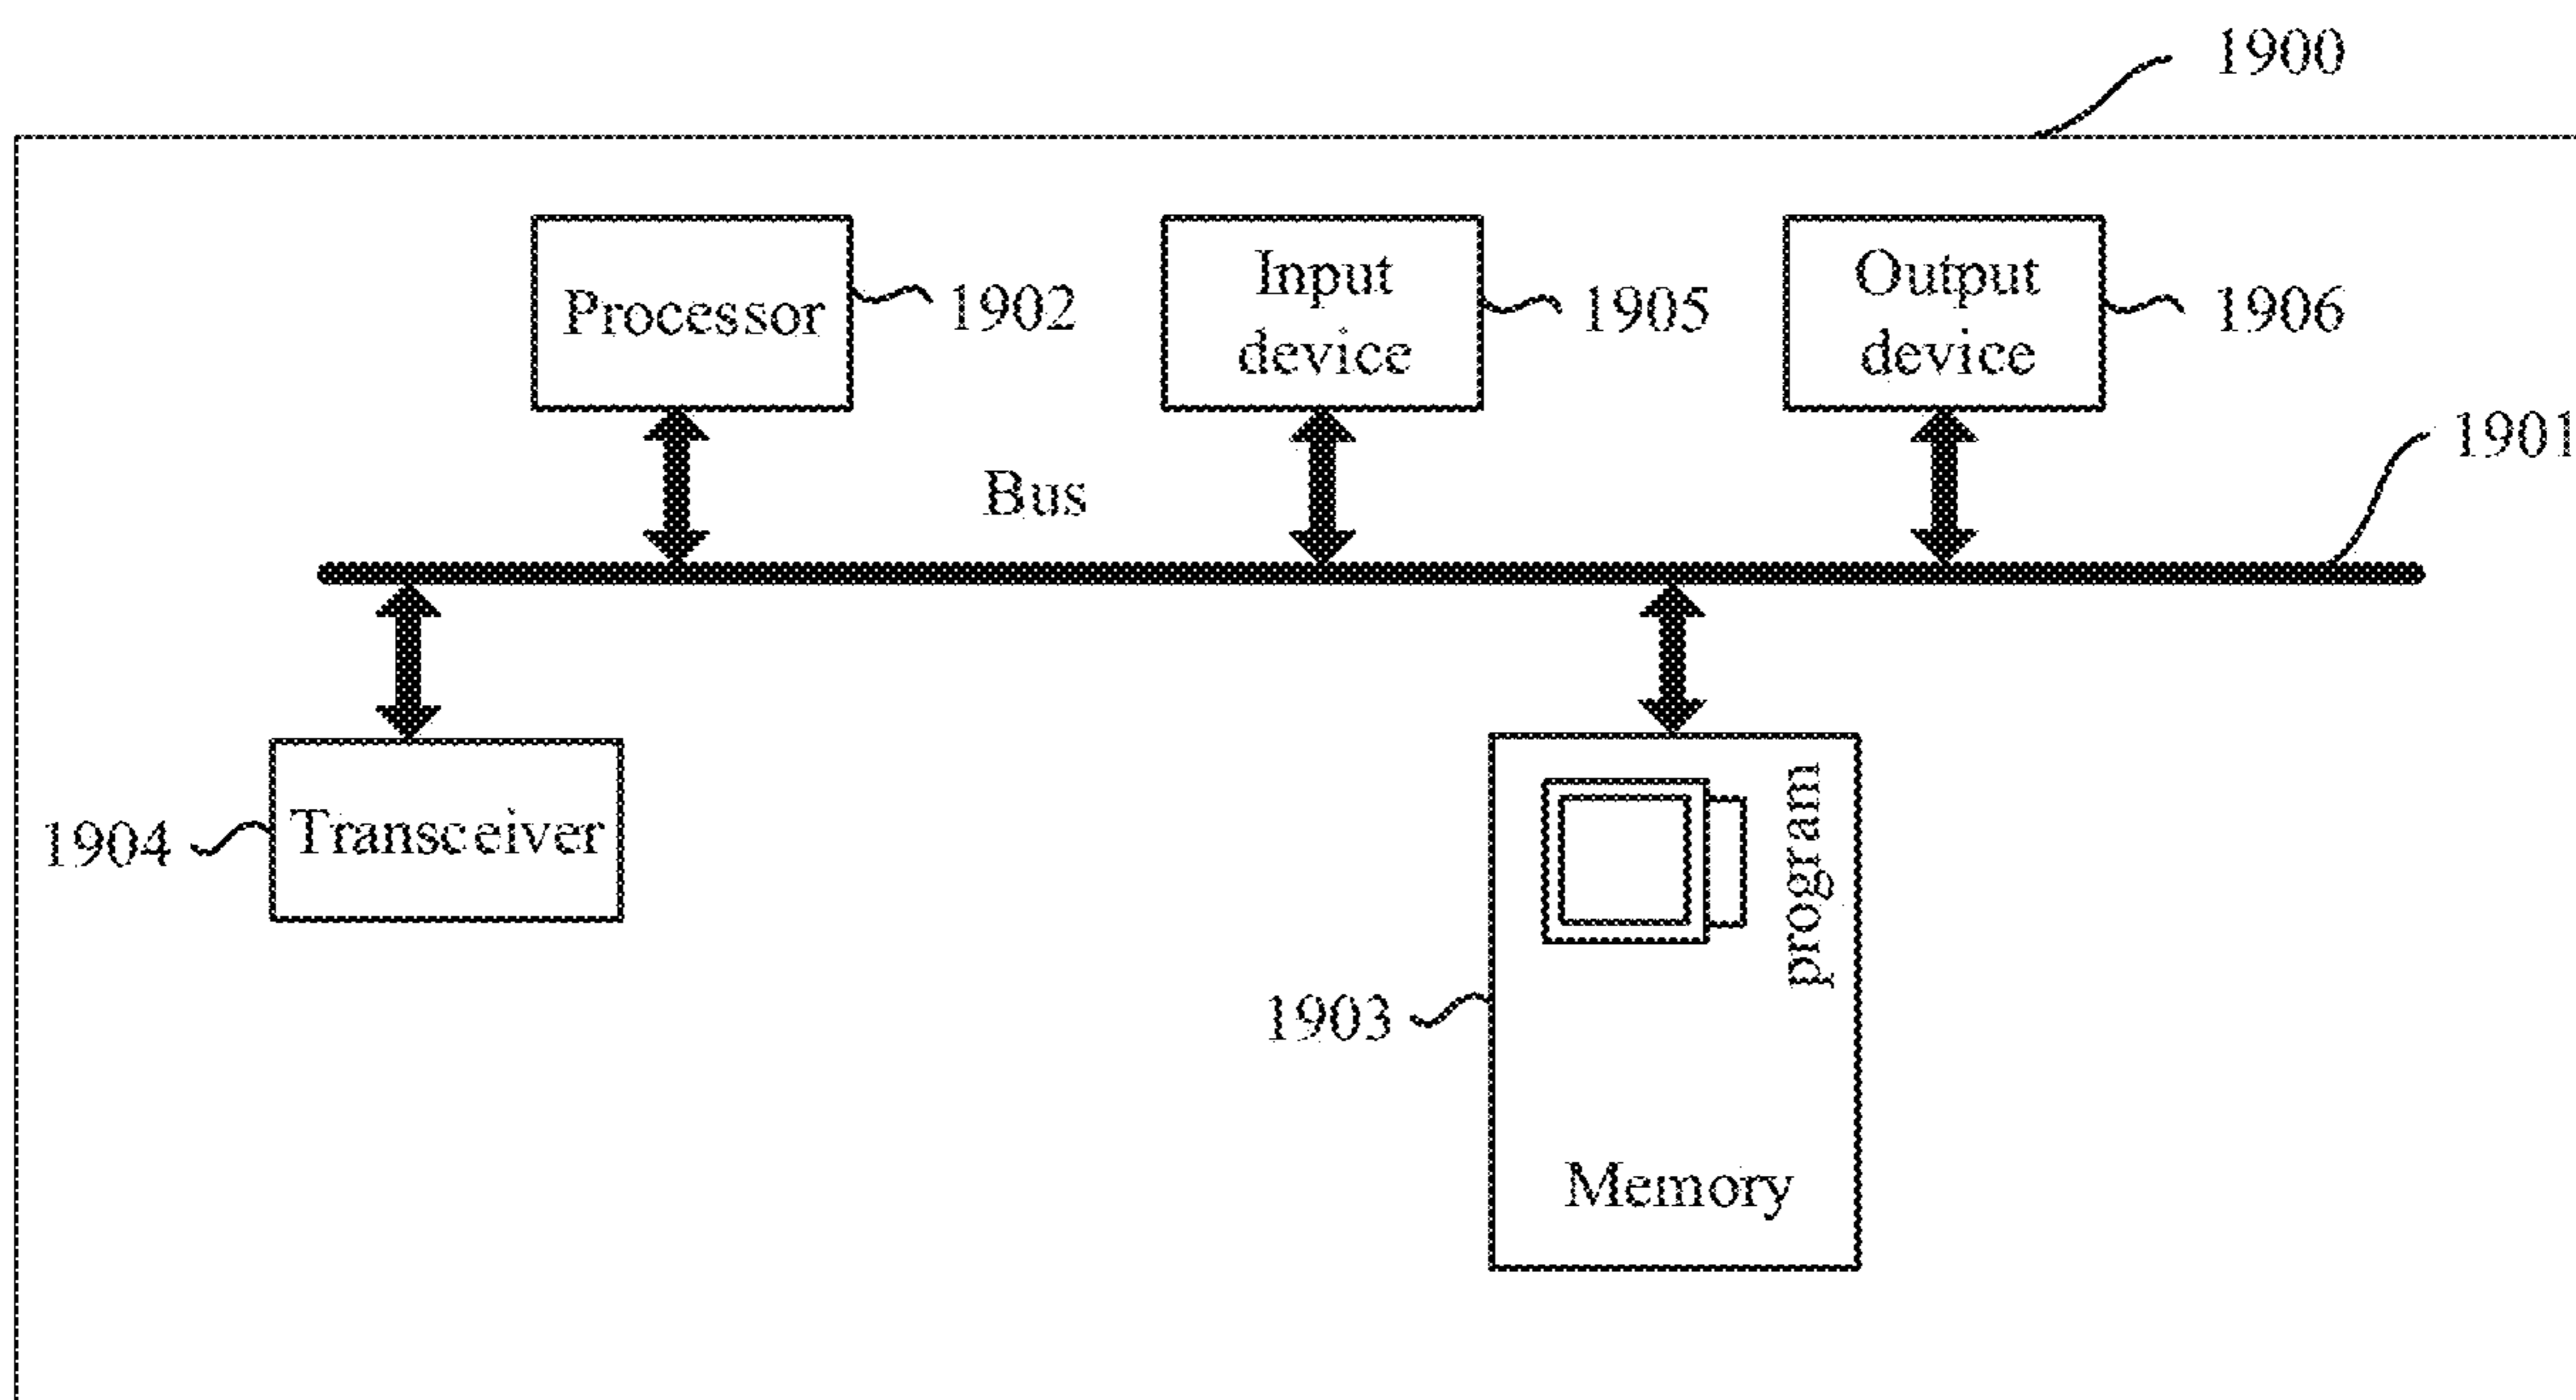 1900
Processor
1902
Input
device
1905
Output
device
1906
1901
Bus
Transceiver
1904
program
1903
Memory